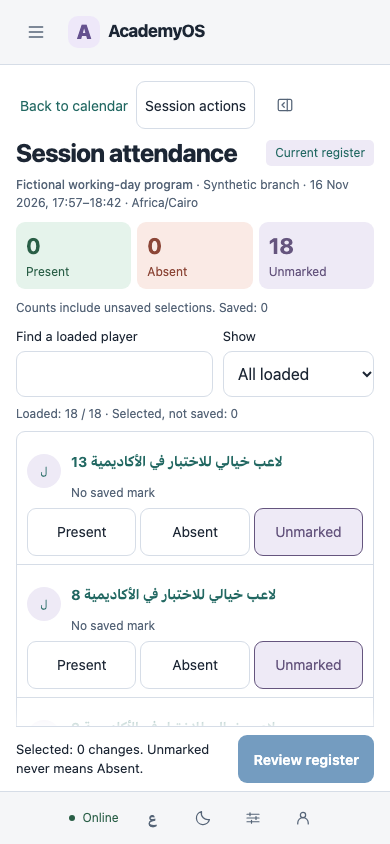 A AcademyOS
Back to calendar Session actions
Session attendance Current register
Fictional working-day program · Synthetic branch · 16 Nov
2026, 17:57–18:42 · Africa/Cairo
0 0 18
Present Absent Unmarked
Counts include unsaved selections. Saved: 0
Find a loaded player Show
All loaded
Loaded: 18 / 18 · Selected, not saved: 0
ل لاعب خيالي للاختبار في الأكاديمية 13
No saved mark
Present Absent Unmarked
ل لاعب خيالي للاختبار في الأكاديمية 8
No saved mark
Present Absent Unmarked
Selected: 0 changes. Unmarked
never means Absent.
Review register
Online ع